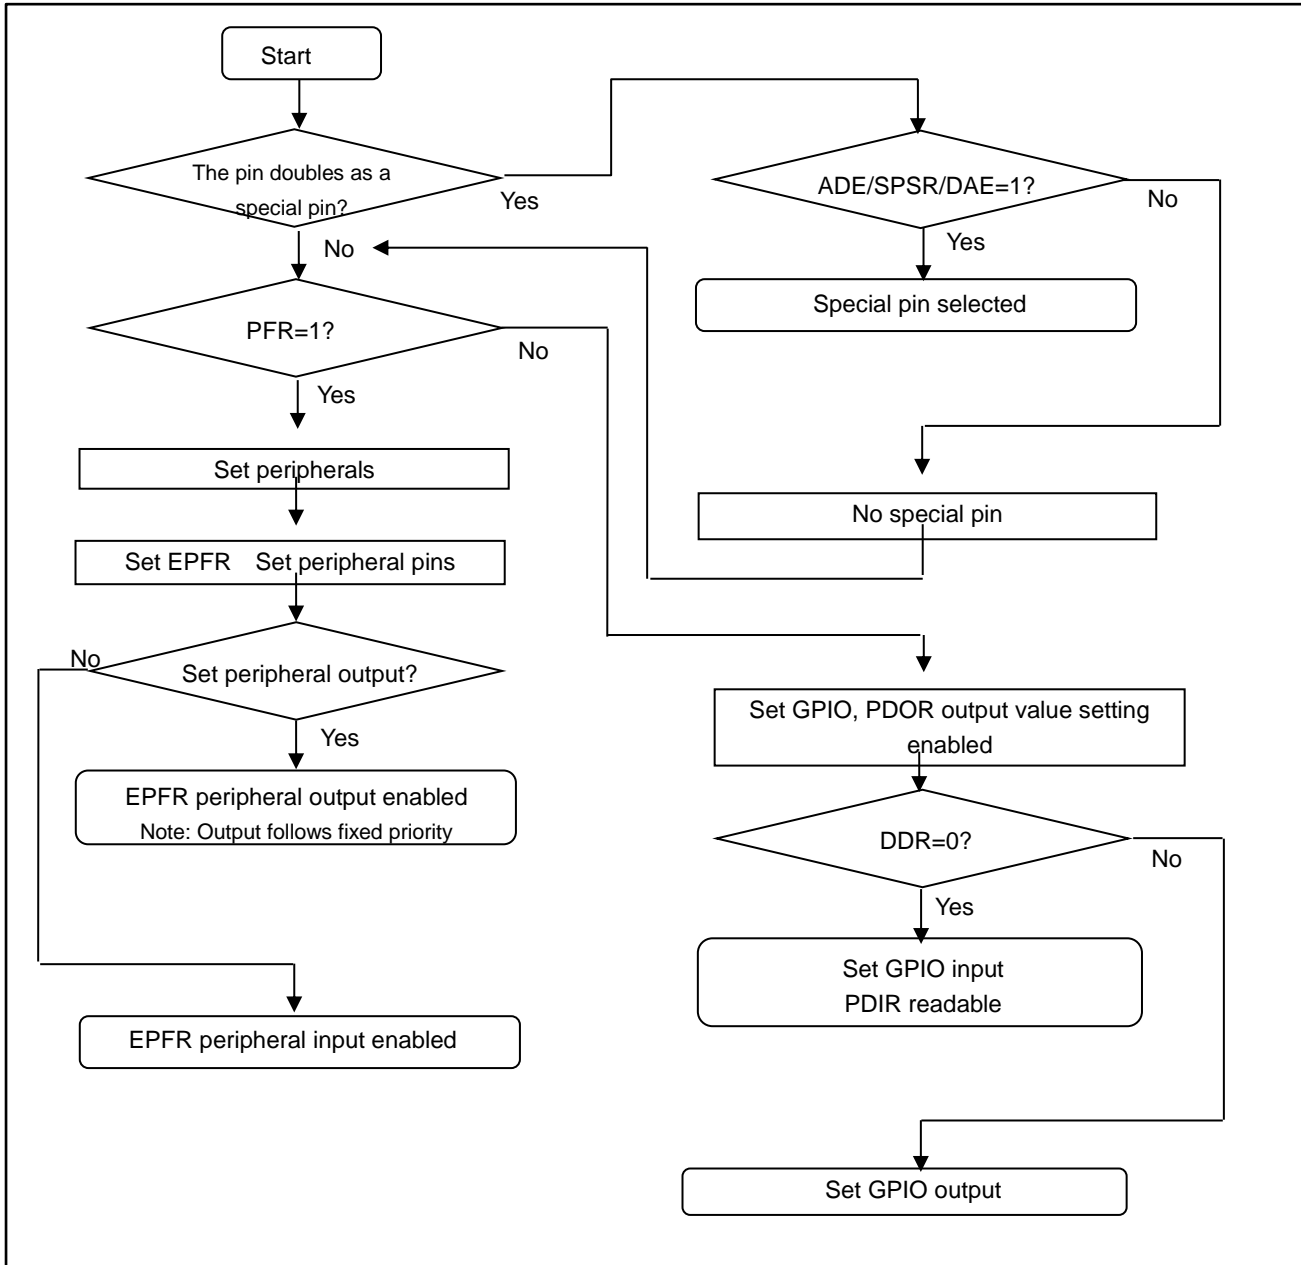 Start
The pin doubles as a
special pin?
Yes
No
PFR=1?
No
Yes
Set peripherals
Set EPFR    Set peripheral pins
No
Set peripheral output?
Yes
EPFR peripheral output enabled
Note: Output follows fixed priority
EPFR peripheral input enabled
ADE/SPSR/DAE=1?
No
Yes
Special pin selected
No special pin
Set GPIO, PDOR output value setting
enabled
DDR=0?
No
Yes
Set GPIO input
PDIR readable
Set GPIO output